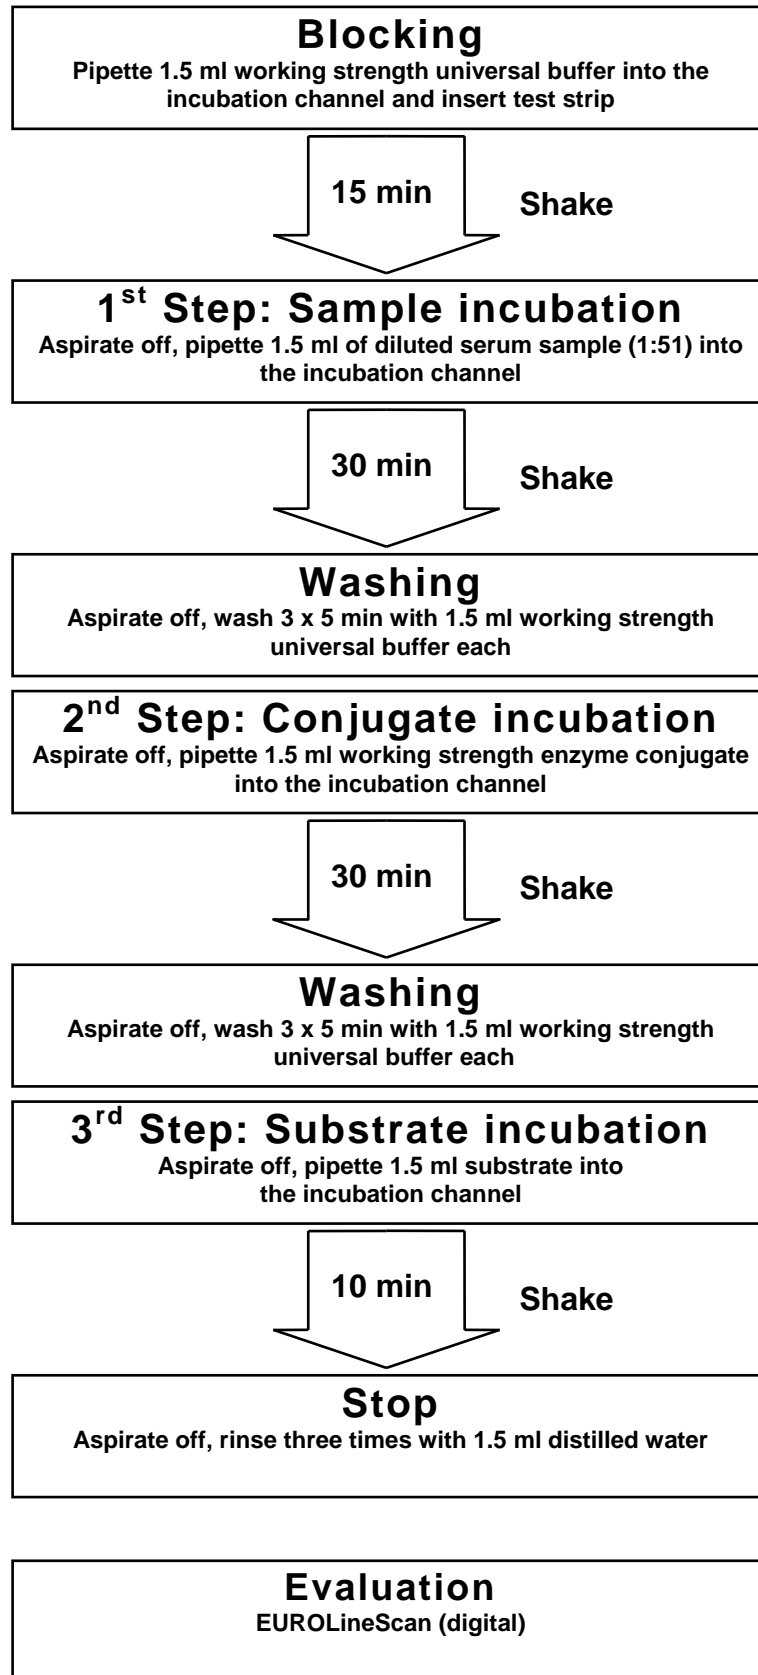 Blocking
Pipette 1.5 ml working strength universal buffer into the
incubation channel and insert test strip
15 min
Shake
1st Step: Sample incubation
Aspirate off, pipette 1.5 ml of diluted serum sample (1:51) into
the incubation channel
30 min
Shake
Washing
Aspirate off, wash 3 x 5 min with 1.5 ml working strength
universal buffer each
2nd Step: Conjugate incubation
Aspirate off, pipette 1.5 ml working strength enzyme conjugate
into the incubation channel
30 min
Shake
Washing
Aspirate off, wash 3 x 5 min with 1.5 ml working strength
universal buffer each
3rd Step: Substrate incubation
Aspirate off, pipette 1.5 ml substrate into
the incubation channel
10 min
Shake
Stop
Aspirate off, rinse three times with 1.5 ml distilled water
Evaluation
EUROLineScan (digital)